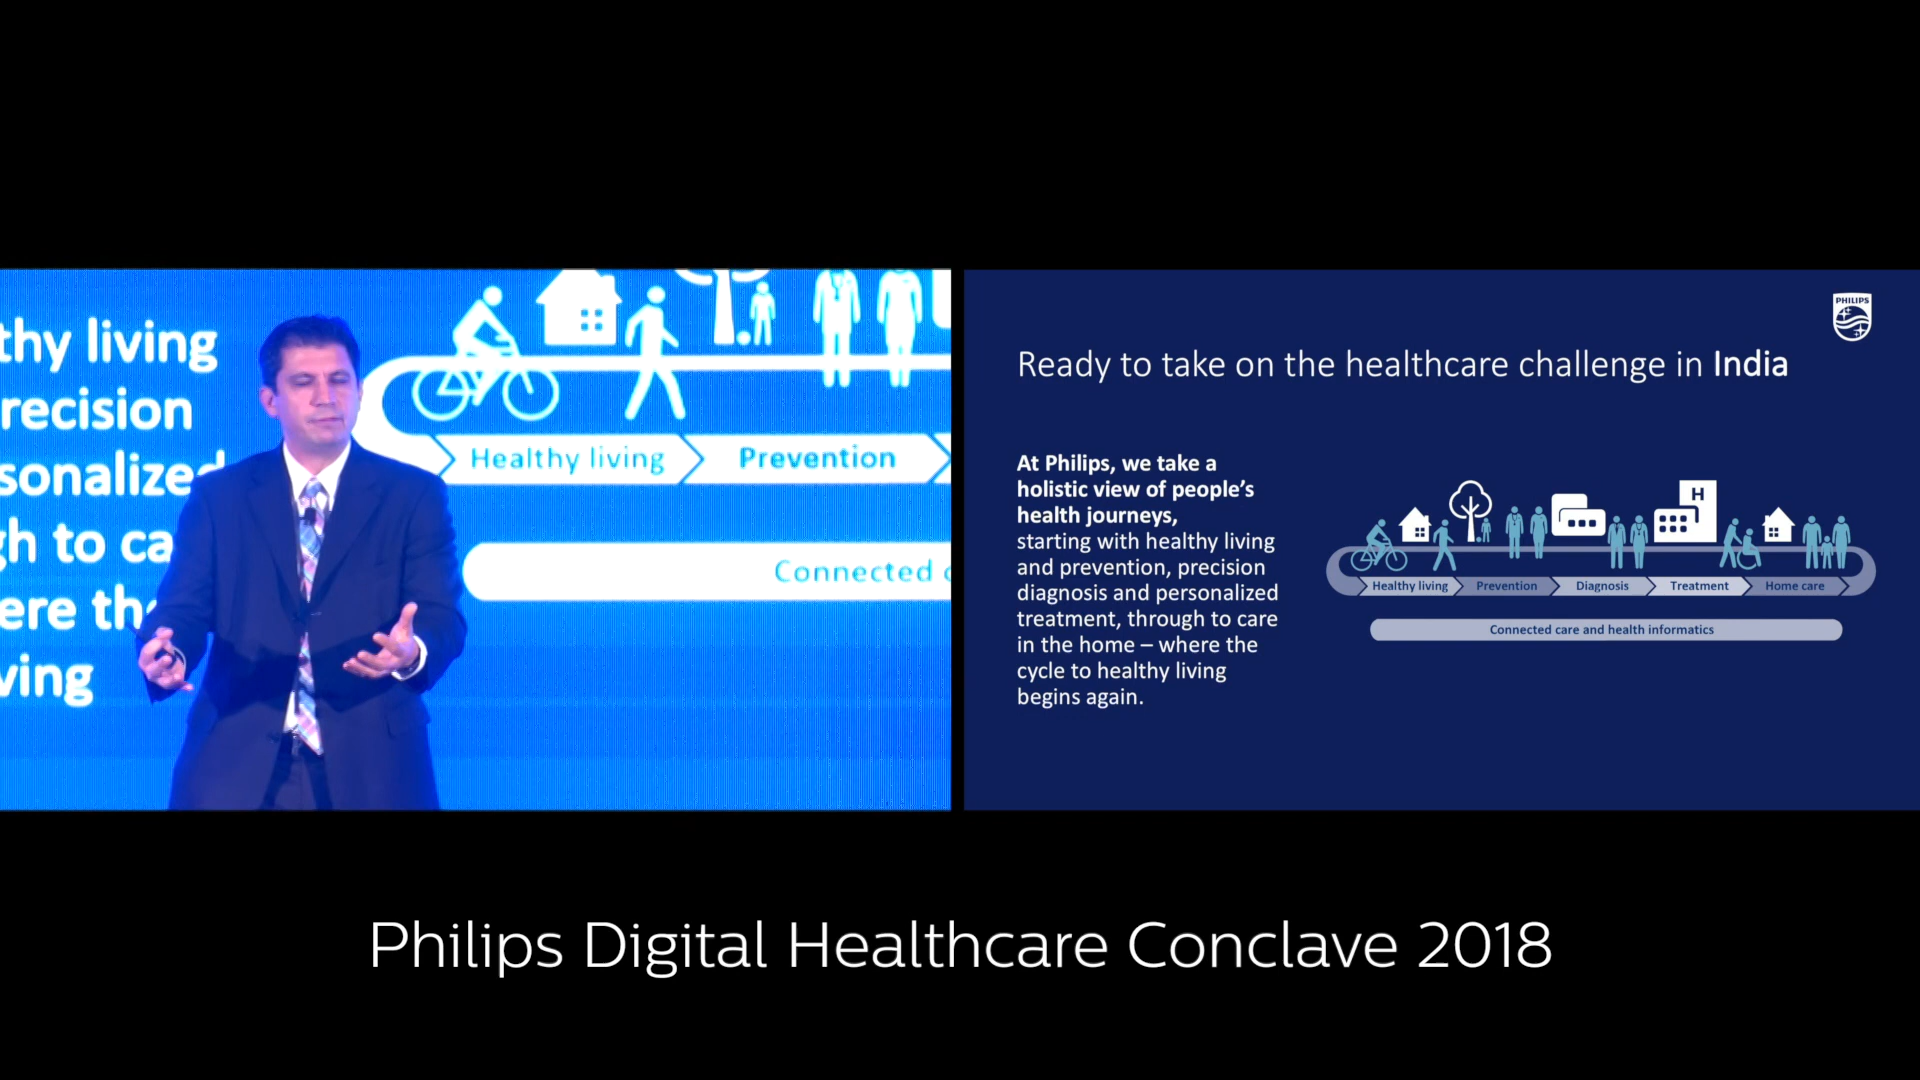 thy living
recision
sonalized
gh to ca
ere the
ving
Healthy living
Prevention
Connected
PHILIPS
Ready to take on the healthcare challenge in India
At Philips, we take a
holistic view of people's
health journeys,
starting with healthy living
and prevention, precision
diagnosis and personalized
treatment, through to care
in the home – where the
cycle to healthy living
begins again.
H
Healthy living
Prevention
Diagnosis
Treatment
Home care
Connected care and health informatics
Philips Digital Healthcare Conclave 2018